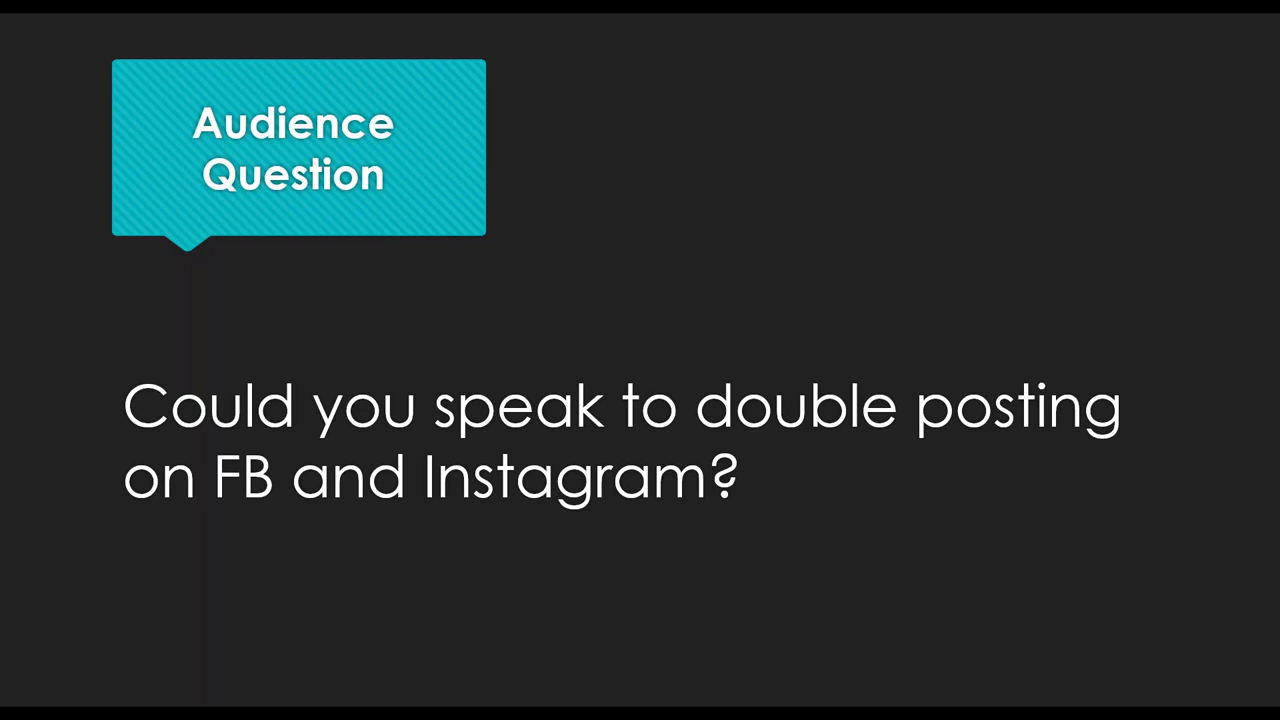 Audience
Question
Could you speak to double posting
on FB and Instagram?